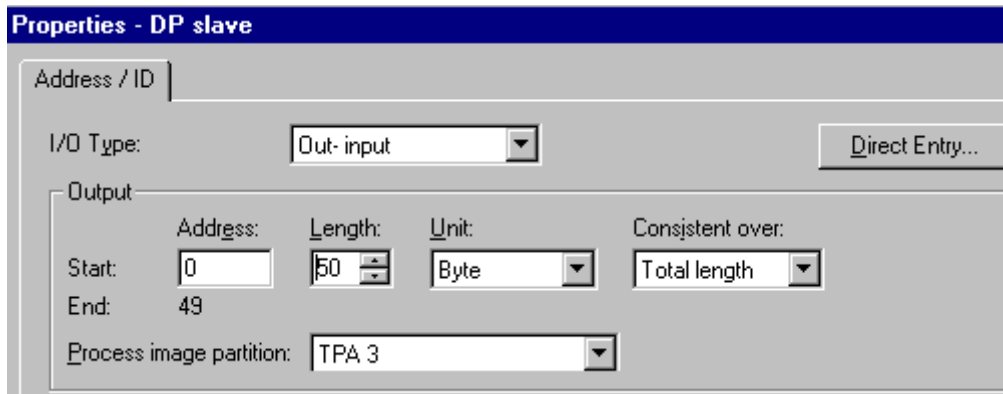 Properties - DP slave
Address / ID
I/O Type: Out- input Direct Entry...
Output
Address: Length: Unit: Consistent over:
Start: 0 50 Byte Total length
End: 49
Process image partition: TPA 3